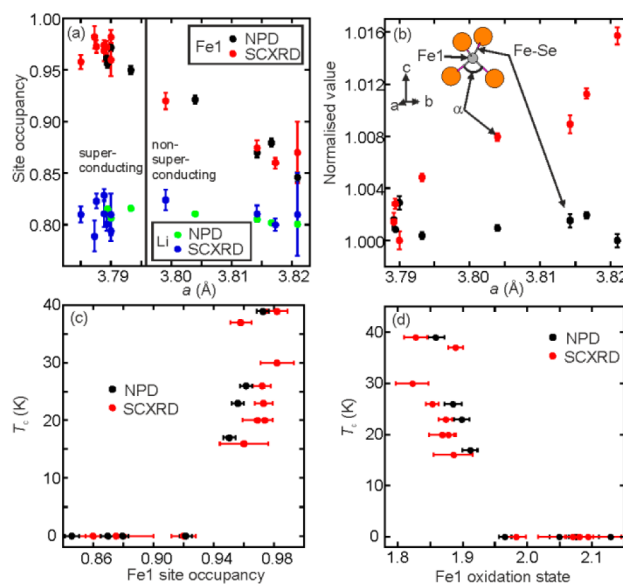 (a)
Fe1
NPD
SCXRD
Site occupancy
1.00
0.95
0.90
0.85
0.80
super-
conducting
non-
super-
conducting
Li
NPD
SCXRD
3.79
3.80
3.81
3.82
a (Å)
(b)
Normalised value
1.016
1.012
1.008
1.004
1.000
Fe1
Fe-Se
c
a
b
α
3.79
3.80
3.81
3.82
a (Å)
(c)
Tc (K)
40
30
20
10
0
NPD
SCXRD
0.86
0.90
0.94
0.98
Fe1 site occupancy
(d)
Tc (K)
40
30
20
10
0
NPD
SCXRD
1.8
1.9
2.0
2.1
Fe1 oxidation state